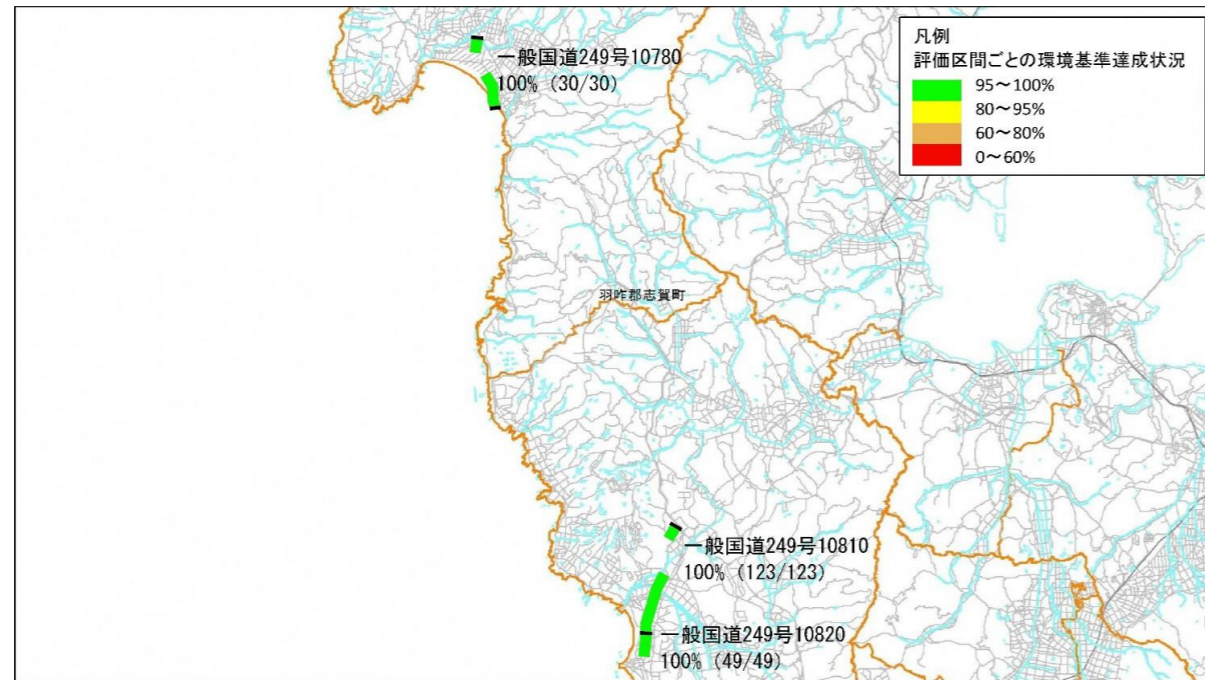 凡例
評価区間ごとの環境基準達成状況
95～100%
80～95%
60～80%
0～60%
一般国道249号10780
100% (30/30)
羽咋郡志賀町
一般国道249号10810
100% (123/123)
一般国道249号10820
100% (49/49)